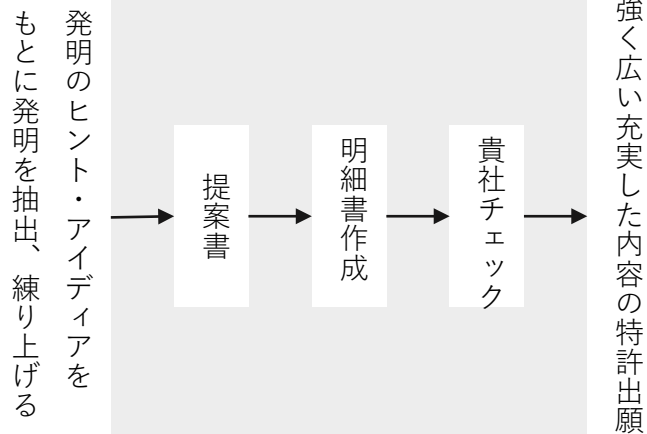 発明のヒント・アイディアを
もとに発明を抽出、練り上げる
提案書
明細書作成
貴社チェック
強く広い充実した内容の特許出願